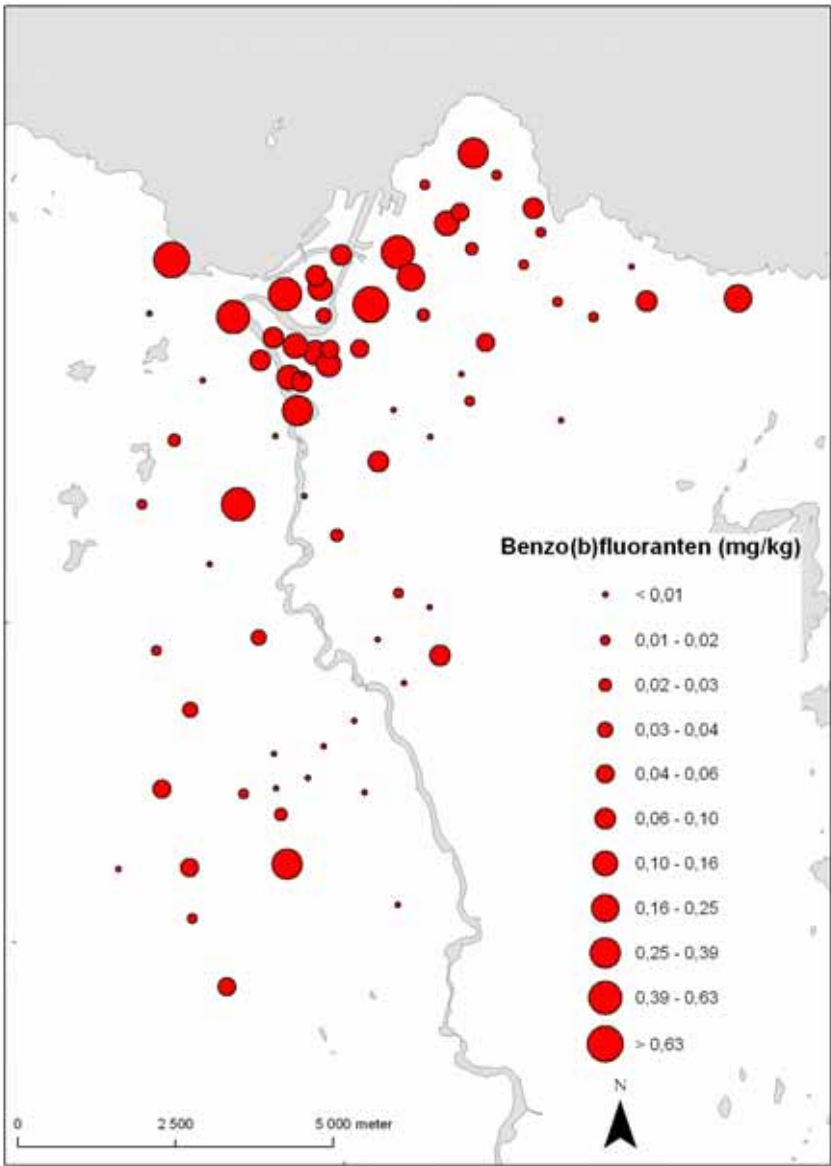 Benzo(b)fluoranten (mg/kg)
< 0,01
0,01 - 0,02
0,02 - 0,03
0,03 - 0,04
0,04 - 0,06
0,06 - 0,10
0,10 - 0,16
0,16 - 0,25
0,25 - 0,39
0,39 - 0,63
> 0,63
N
0 2 500 5 000 meter